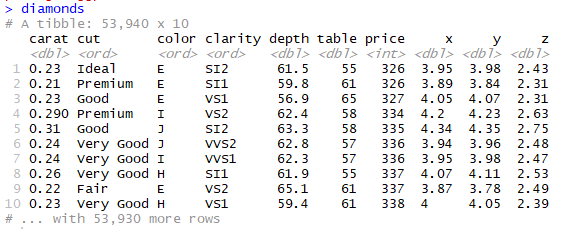 > diamonds
# A tibble: 53,940 x 10
carat cut color clarity depth table price x y z
<dbl> <ord> <ord> <ord> <dbl> <dbl> <int> <dbl> <dbl> <dbl>
1 0.23 Ideal E SI2 61.5 55 326 3.95 3.98 2.43
2 0.21 Premium E SI1 59.8 61 326 3.89 3.84 2.31
3 0.23 Good E VS1 56.9 65 327 4.05 4.07 2.31
4 0.290 Premium I VS2 62.4 58 334 4.2 4.23 2.63
5 0.31 Good J SI2 63.3 58 335 4.34 4.35 2.75
6 0.24 Very Good J VVS2 62.8 57 336 3.94 3.96 2.48
7 0.24 Very Good I VVS1 62.3 57 336 3.95 3.98 2.47
8 0.26 Very Good H SI1 61.9 55 337 4.07 4.11 2.53
9 0.22 Fair E VS2 65.1 61 337 3.87 3.78 2.49
10 0.23 Very Good H VS1 59.4 61 338 4 4.05 2.39
# ... with 53,930 more rows